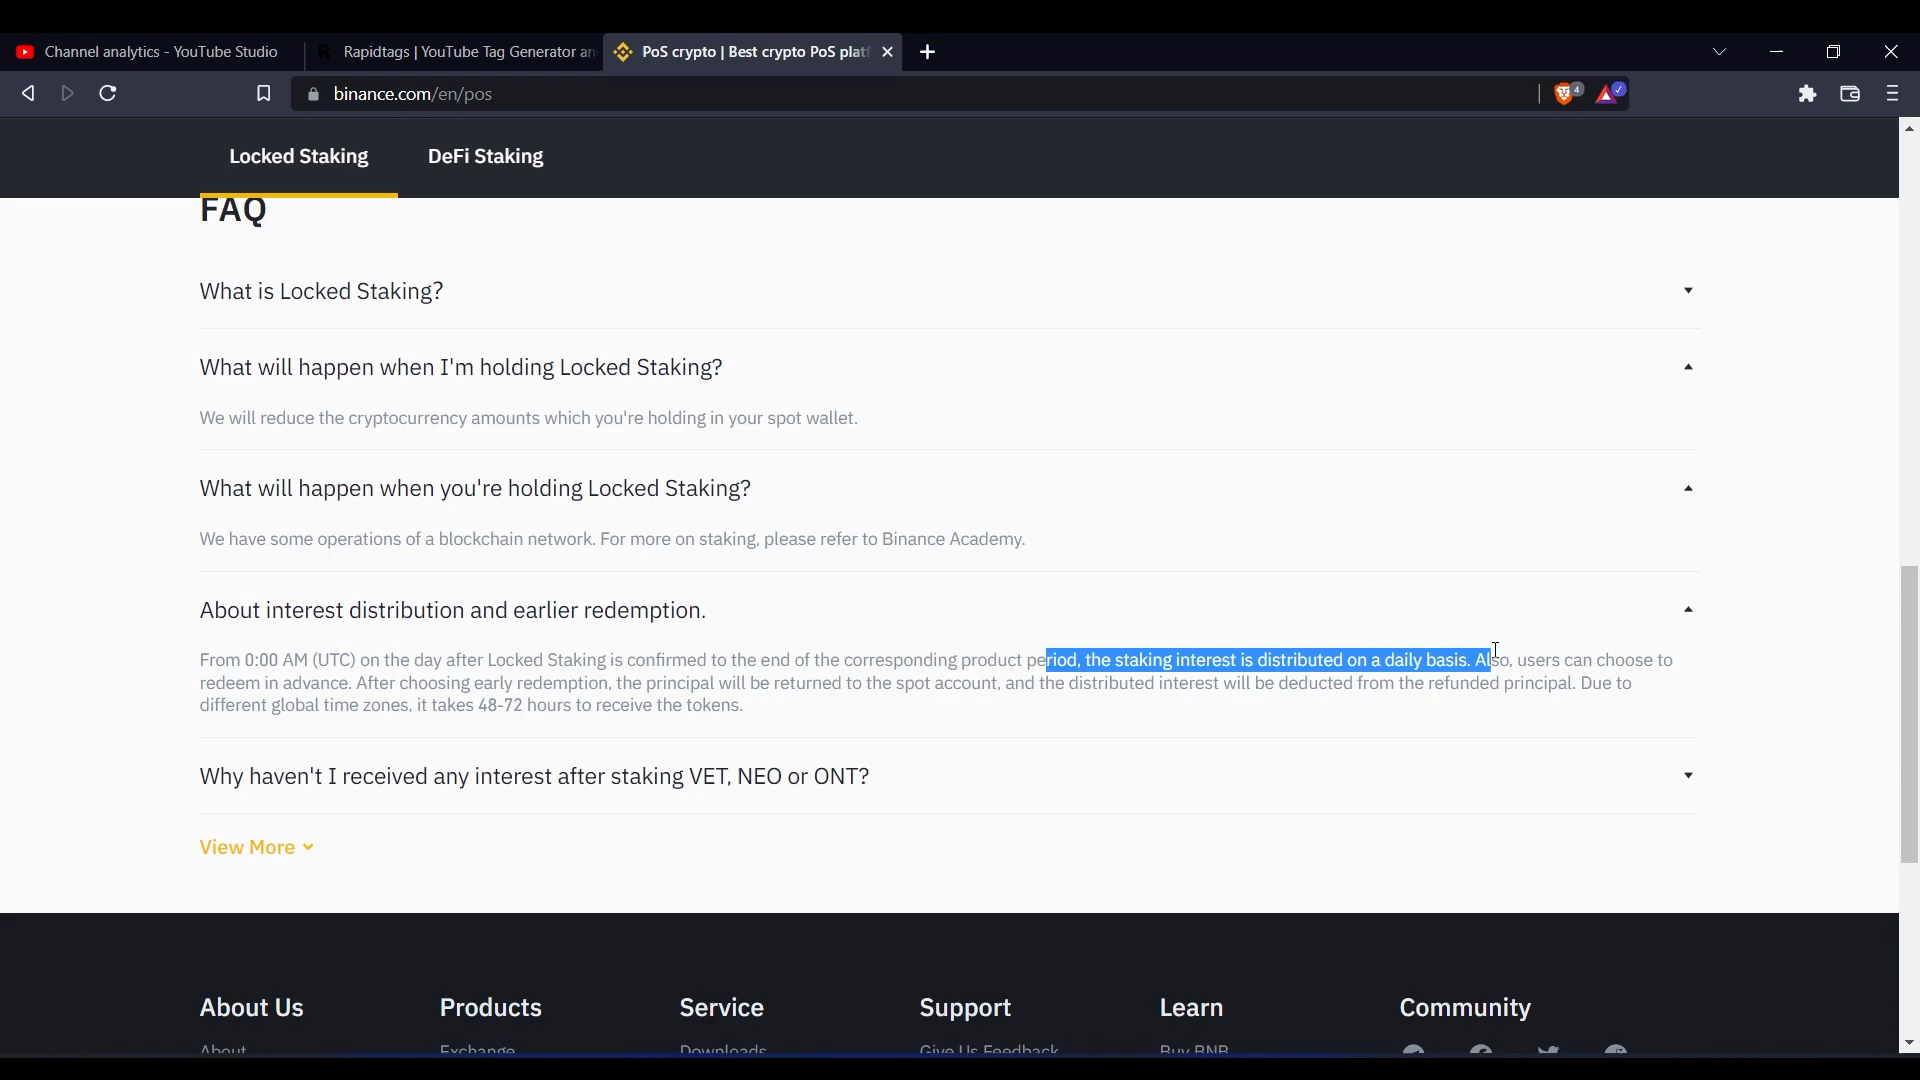 Channel analytics - YouTube Studio
Rapidtags | YouTube Tag Generator an
PoS crypto | Best crypto PoS platf
binance.com/en/pos
4
Locked Staking
DeFi Staking
FAQ
What is Locked Staking?
What will happen when I'm holding Locked Staking?
We will reduce the cryptocurrency amounts which you're holding in your spot wallet.
What will happen when you're holding Locked Staking?
We have some operations of a blockchain network. For more on staking, please refer to Binance Academy.
About interest distribution and earlier redemption.
From 0:00 AM (UTC) on the day after Locked Staking is confirmed to the end of the corresponding product period, the staking interest is distributed on a daily basis. Also, users can choose to
redeem in advance. After choosing early redemption, the principal will be returned to the spot account, and the distributed interest will be deducted from the refunded principal. Due to
different global time zones, it takes 48-72 hours to receive the tokens.
Why haven't I received any interest after staking VET, NEO or ONT?
View More
About Us
Products
Service
Support
Learn
Community
About
Exchange
Downloads
Give Us Feedback
Buy BNB